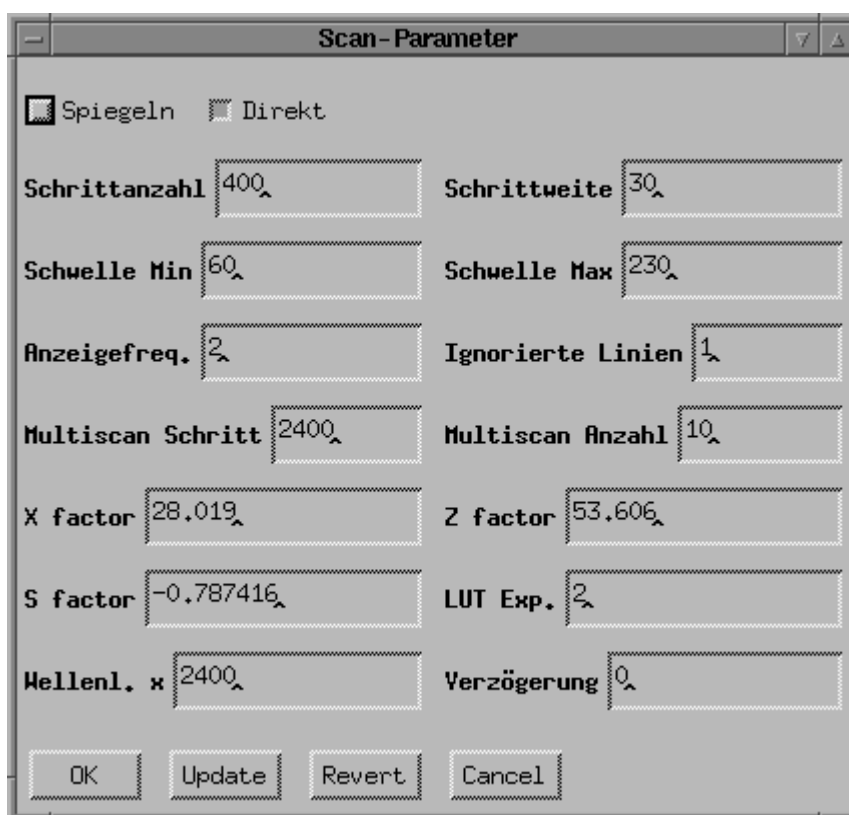 Scan-Parameter
Spiegeln Direkt
Schrittanzahl 400 Schrittweite 30
Schwelle Min 60 Schwelle Max 230
Anzeigefreq. 2 Ignorierte Linien 1
Multiscan Schritt 2400 Multiscan Anzahl 10
X factor 28.019 Z factor 53.606
S factor -0.787416 LUT Exp. 2
Wellenl. x 2400 Verzögerung 0
OK Update Revert Cancel